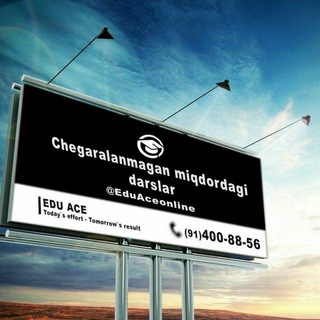 Chegaralanmagan miqdordagi
darslar
@EduAceonline
EDU ACE
Today's effort - Tomorrow's result
(91)400-88-56